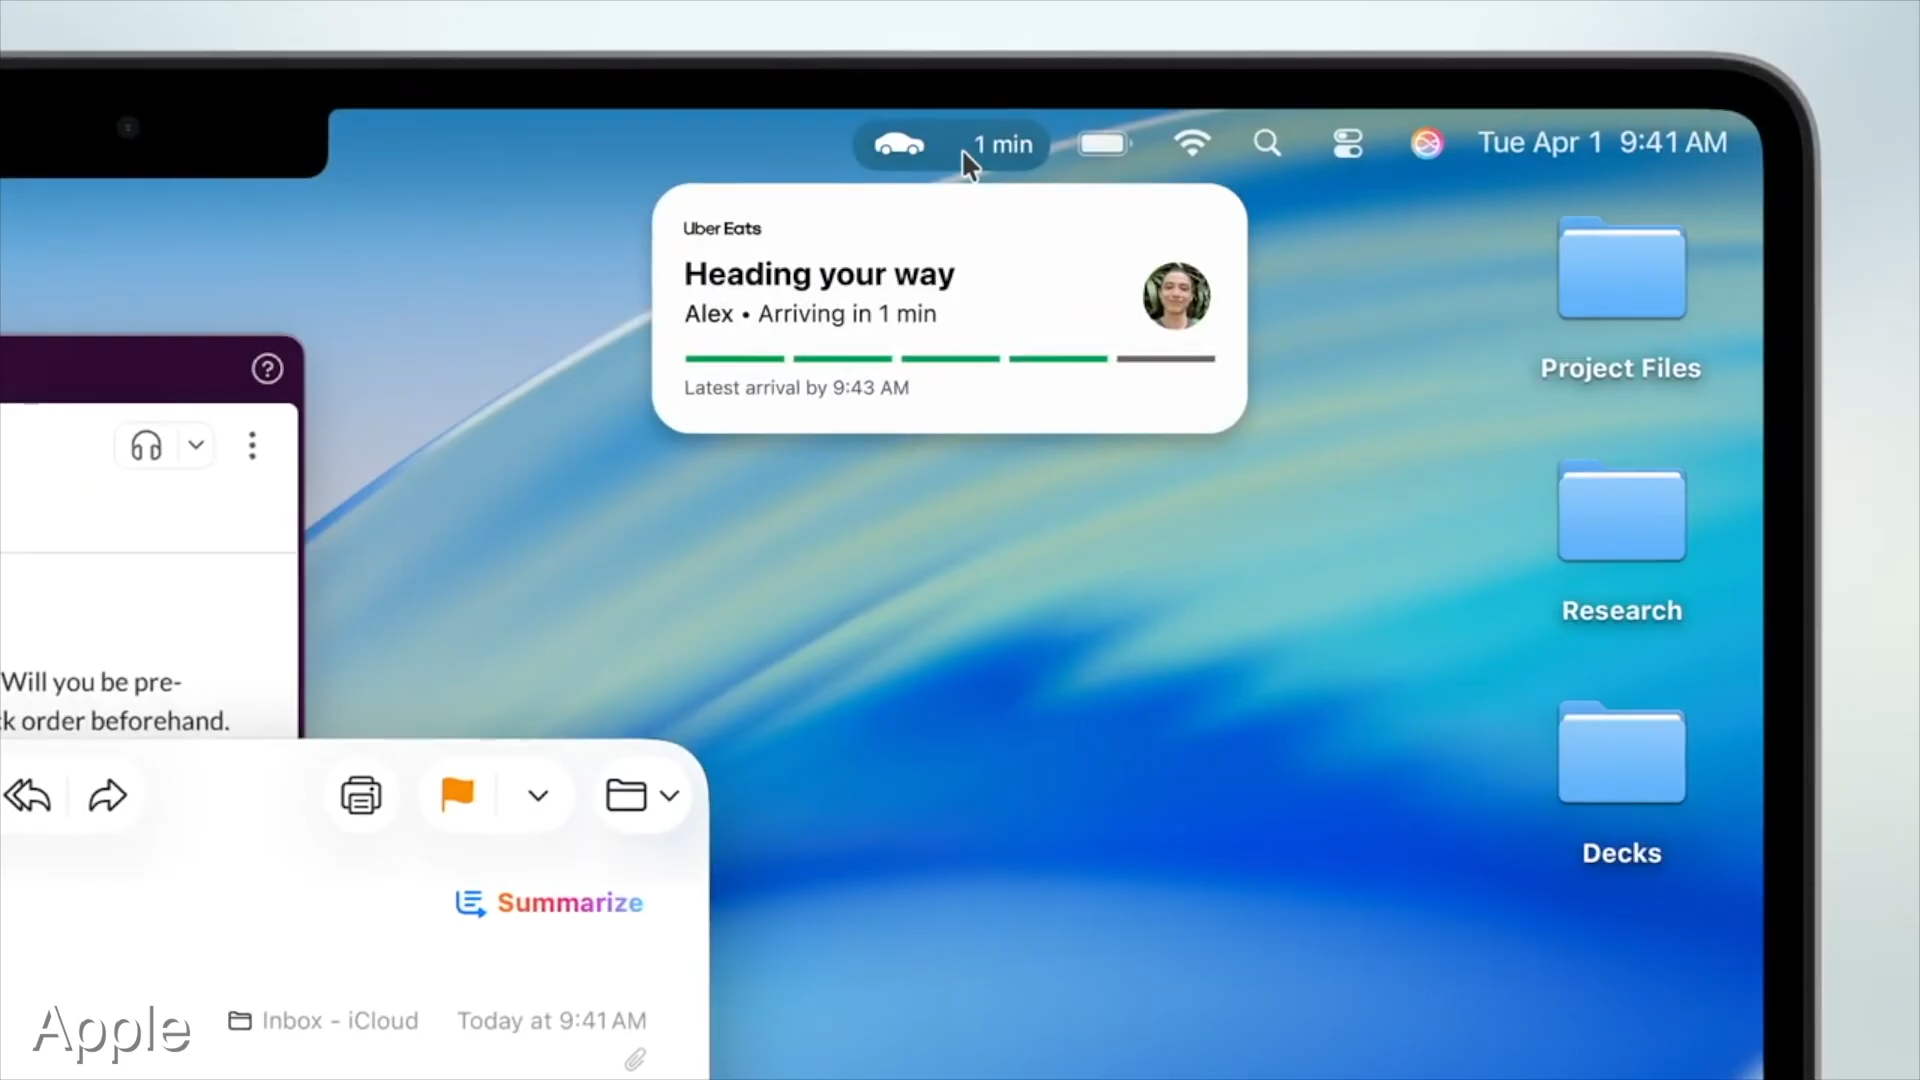 1 min
Tue Apr 1 9:41 AM
Uber Eats
Heading your way
Alex • Arriving in 1 min
Latest arrival by 9:43 AM
Project Files
Research
Decks
Will you be pre-
k order beforehand.
Summarize
Inbox - iCloud
Today at 9:41 AM
Apple